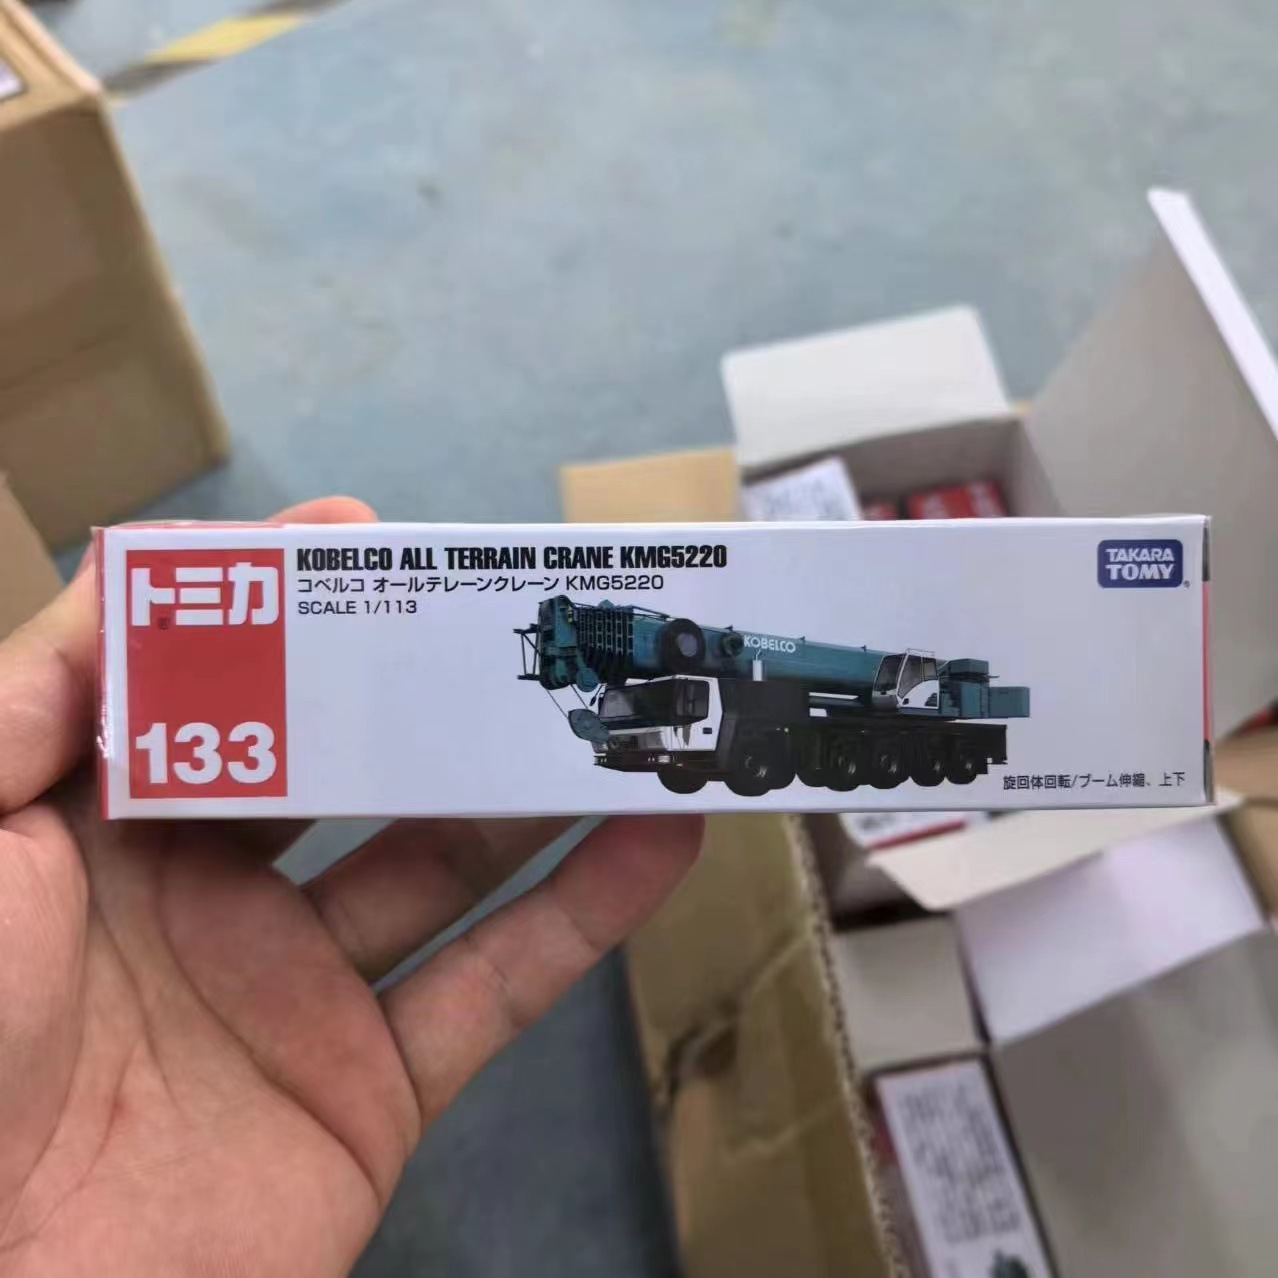 トミカ
133
KOBELCO ALL TERRAIN CRANE KMG5220
コベルコ オールテレーンクレーン KMG5220
SCALE 1/113
KOBELCO
TAKARA
TOMY
旋回体回転/ブーム伸縮、上下